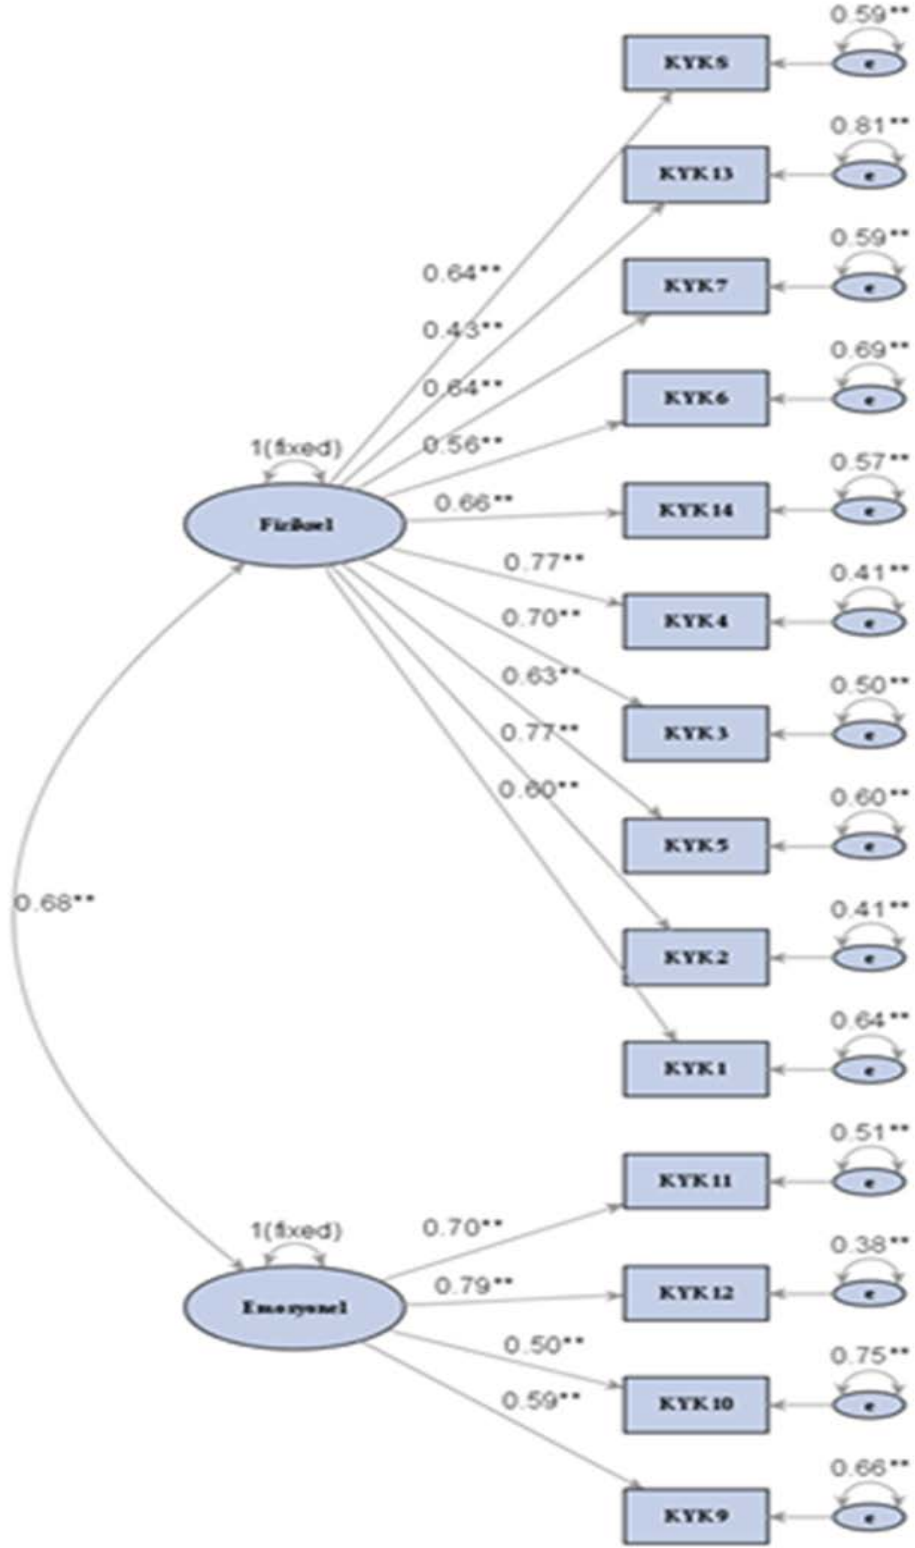 0.59**
KYK8
e
0.81**
KYK13
e
0.59**
KYK7
e
0.69**
KYK6
e
0.57**
KYK14
e
0.41**
KYK4
e
0.50**
KYK3
e
0.60**
KYK5
e
0.41**
KYK2
e
0.64**
KYK1
e
0.51**
KYK11
e
0.38**
KYK12
e
0.75**
KYK10
e
0.66**
KYK9
e
0.64**
0.43**
0.64**
0.56**
0.66**
0.77**
0.70**
0.63**
0.77**
0.60**
1(fixed)
Fiziksel
0.68**
1(fixed)
Emosyonel
0.70**
0.79**
0.50**
0.59**